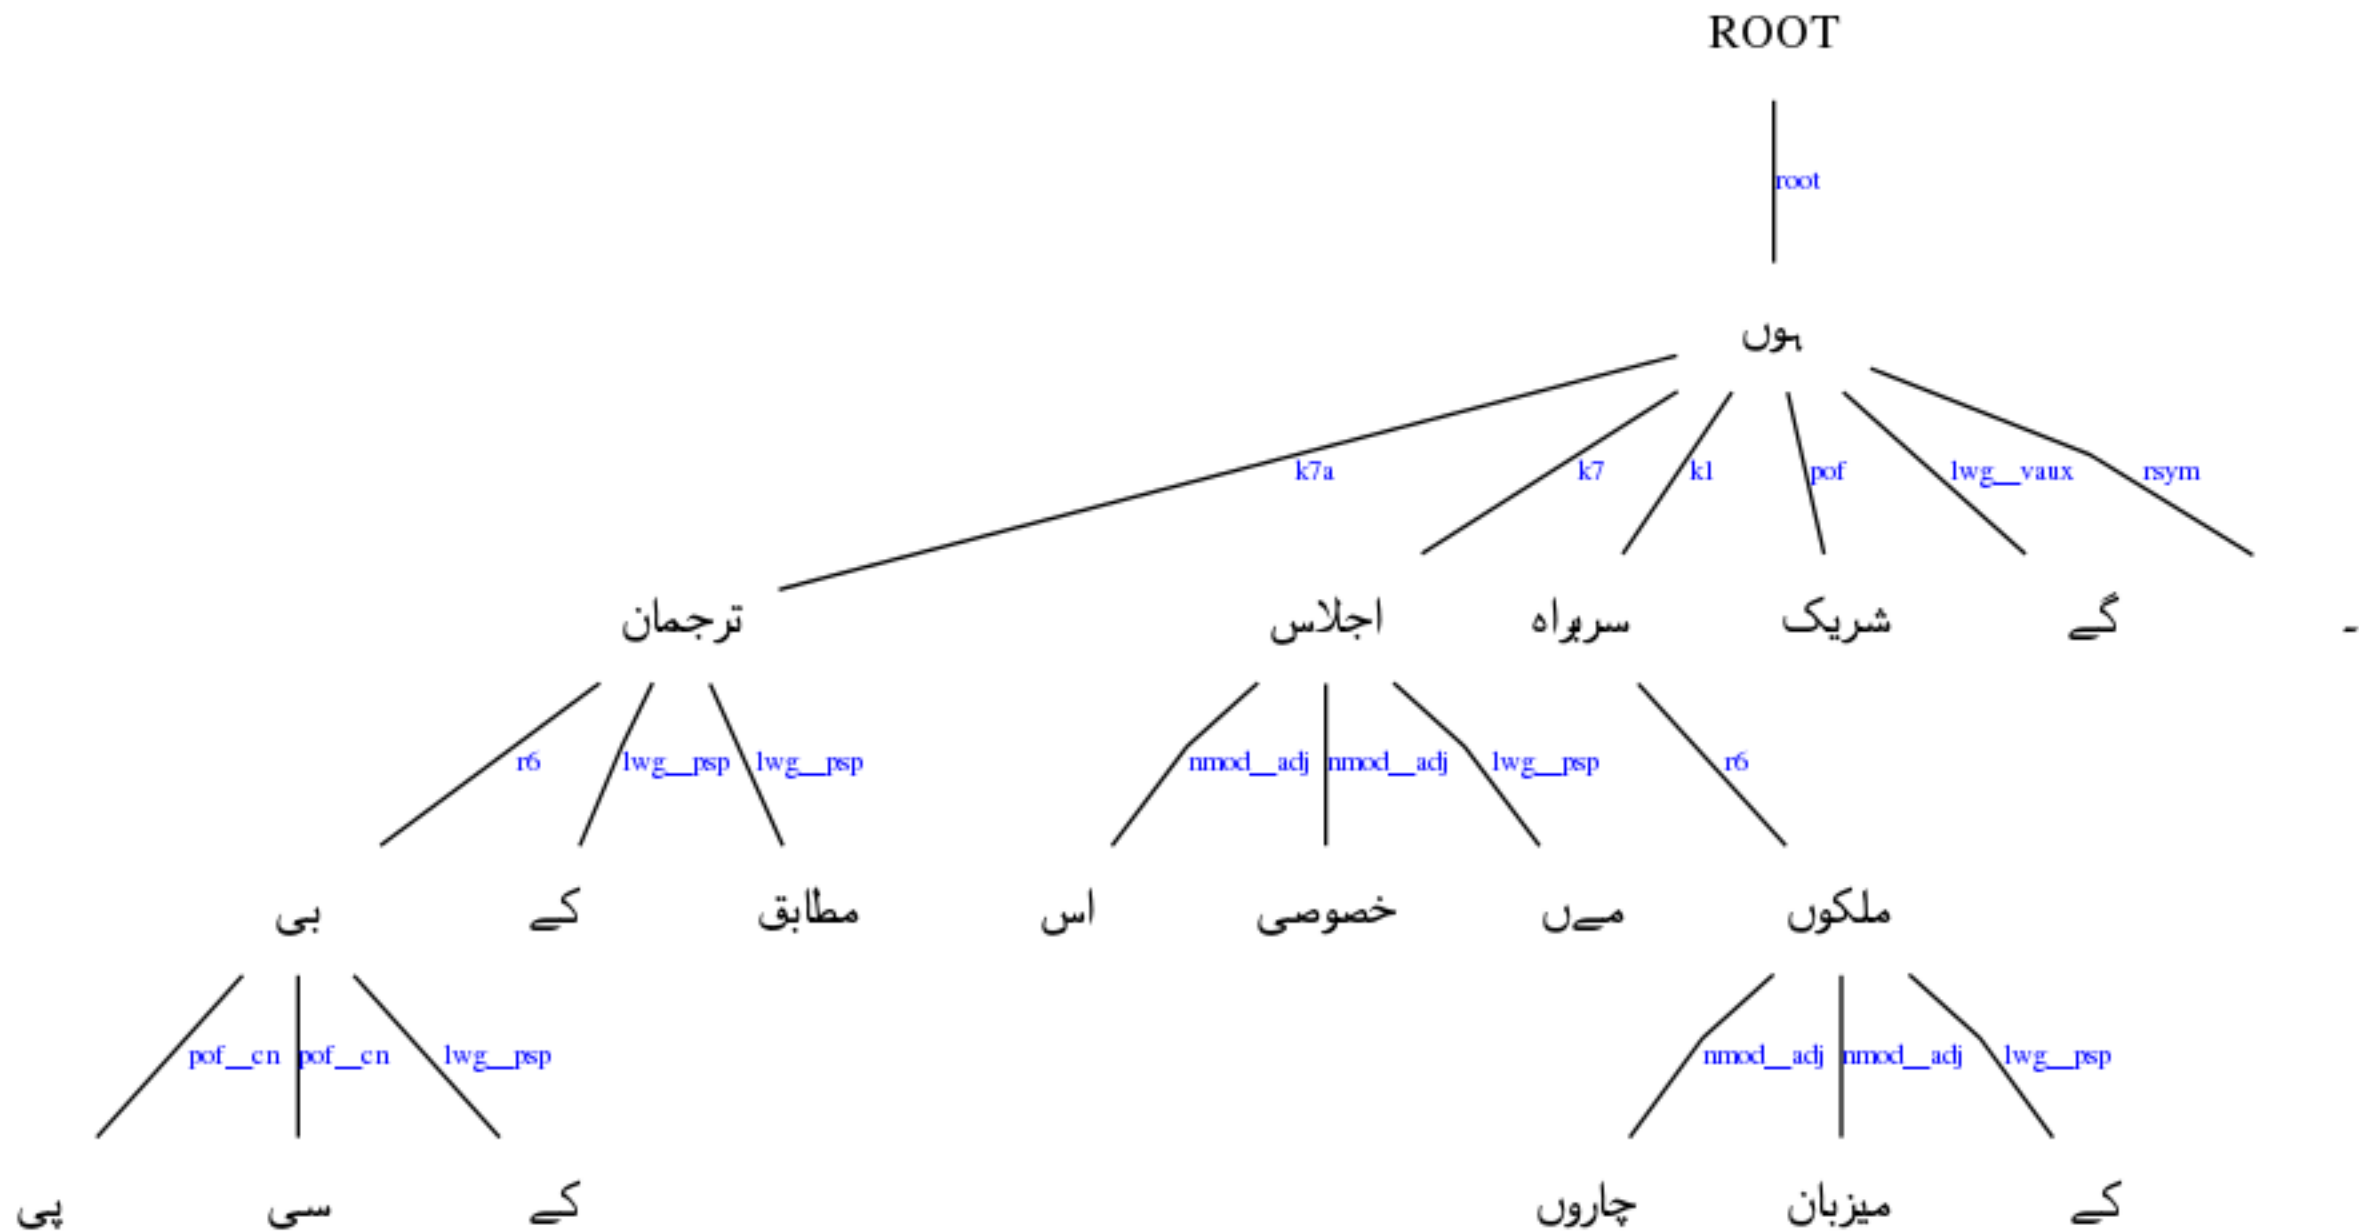 ROOT
root
ہوں
k7a k7 k1 pof lwg__vaux rsym
ترجمان اجلاس سربراہ شریک گے ۔
r6 lwg__psp lwg__psp nmod__adj nmod__adj lwg__psp r6
بی کے مطابق اس خصوصی مےں ملکوں
pof__cn pof__cn lwg__psp nmod__adj nmod__adj lwg__psp
پی سی کے چاروں میزبان کے